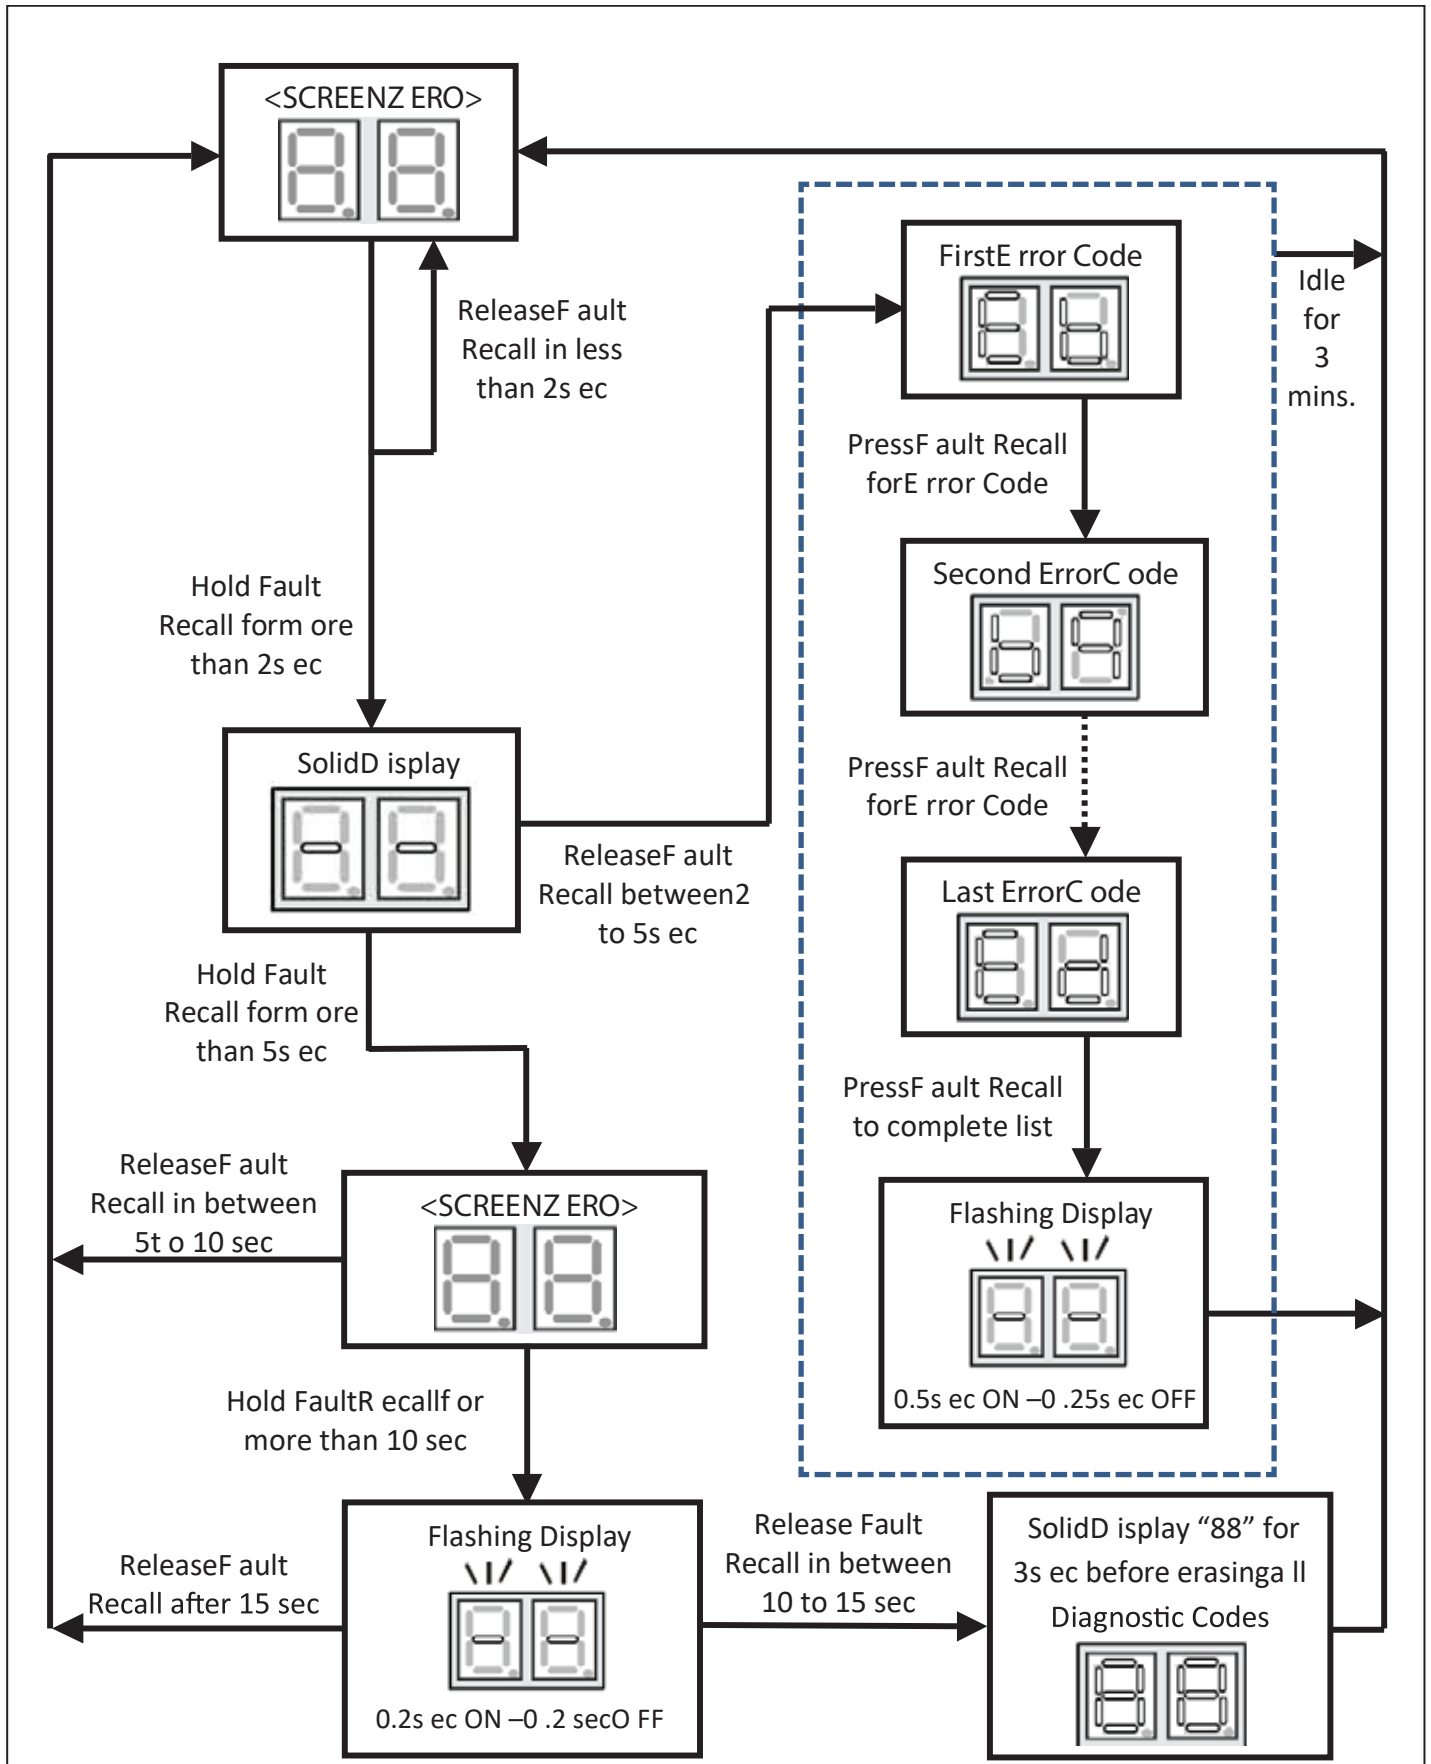 <SCREENZ ERO>
ReleaseF ault
Recall in less
than 2s ec
Hold Fault
Recall form ore
than 2s ec
SolidD isplay
- -
ReleaseF ault
Recall between2
to 5s ec
FirstE rror Code
E b
PressF ault Recall
forE rror Code
Second ErrorC ode
b 9
PressF ault Recall
forE rror Code
Last ErrorC ode
E d
PressF ault Recall
to complete list
Flashing Display
- -
0.5s ec ON –0 .25s ec OFF
Idle
for
3
mins.
Hold Fault
Recall form ore
than 5s ec
<SCREENZ ERO>
ReleaseF ault
Recall in between
5t o 10 sec
Hold FaultR ecallf or
more than 10 sec
Flashing Display
- -
0.2s ec ON –0 .2 secO FF
ReleaseF ault
Recall after 15 sec
Release Fault
Recall in between
10 to 15 sec
SolidD isplay “88” for
3s ec before erasinga ll
Diagnostic Codes
8 8